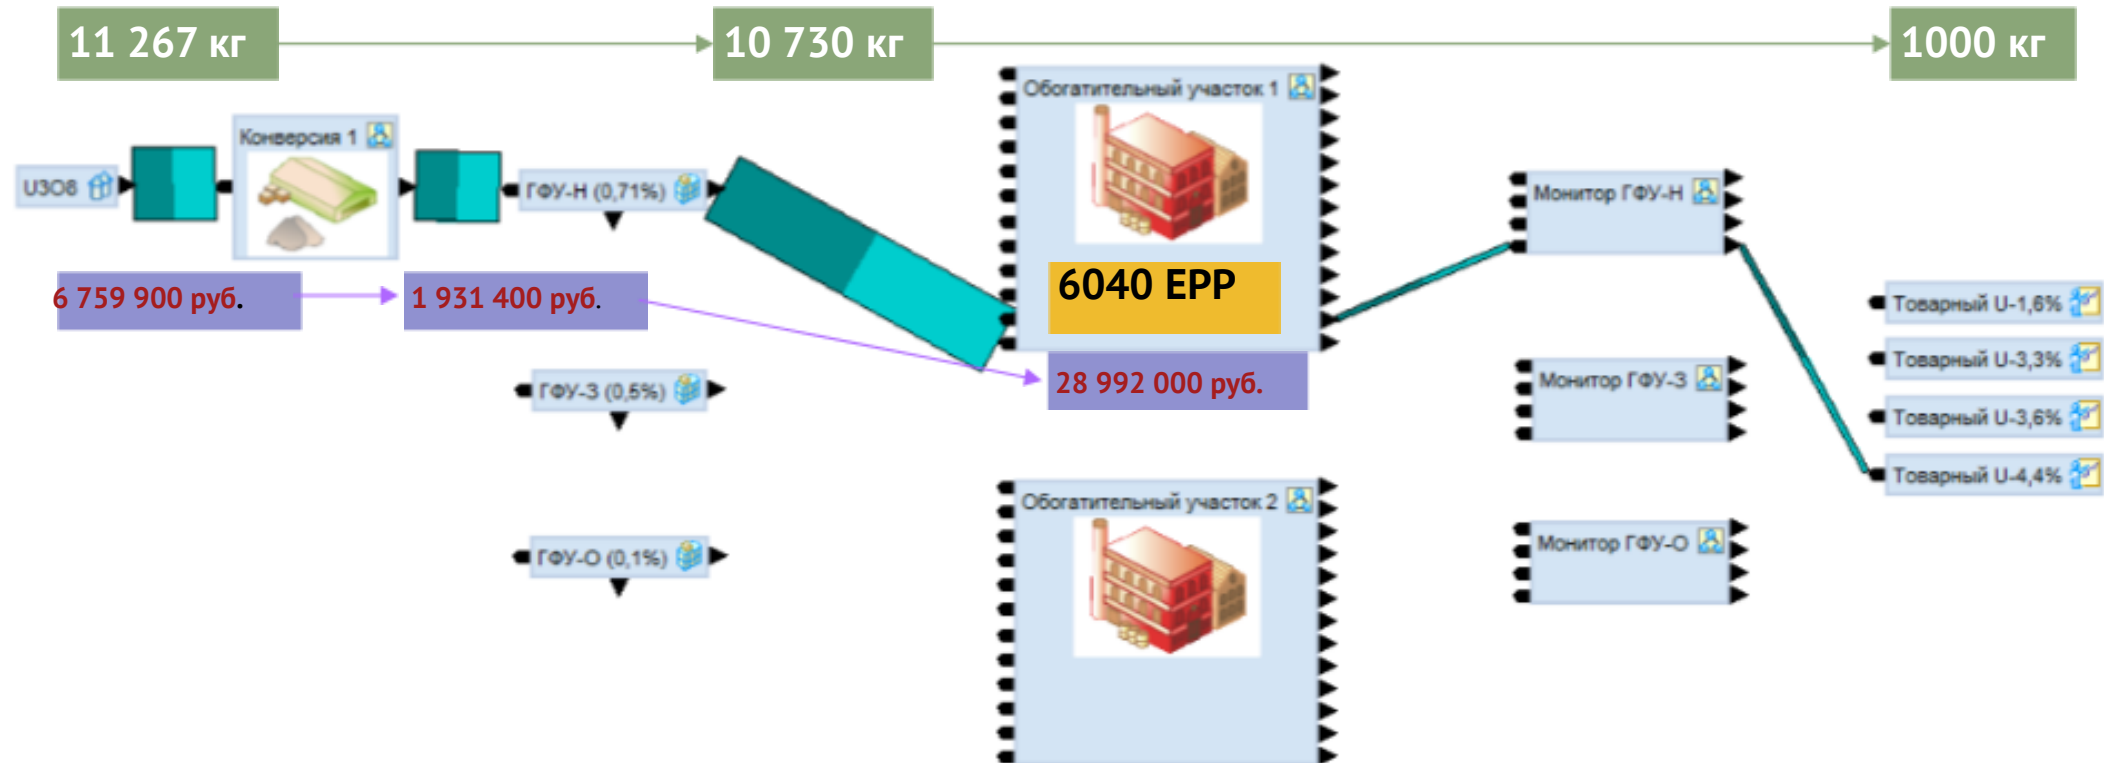 11 267 кг
10 730 кг
1000 кг
Обогатительный участок 1
Конверсия 1
U3O8
ГФУ-Н (0,71%)
Монитор ГФУ-Н
6040 ЕРР
6 759 900 руб.
1 931 400 руб.
Товарный U-1,6%
Товарный U-3,3%
28 992 000 руб.
Монитор ГФУ-З
ГФУ-З (0,5%)
Товарный U-3,6%
Товарный U-4,4%
Обогатительный участок 2
ГФУ-О (0,1%)
Монитор ГФУ-О